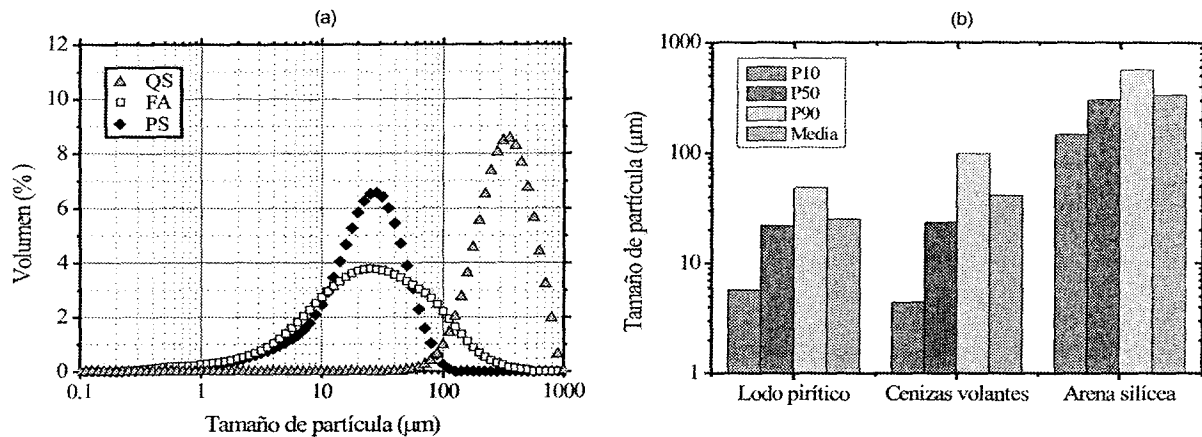 (a)
12
10
8
6
4
2
0
Volumen (%)
QS
FA
PS
0.1
1
10
100
1000
Tamaño de partícula (µm)
(b)
1000
100
10
1
Tamaño de partícula (µm)
P10
P50
P90
Media
Lodo pirítico
Cenizas volantes
Arena silícea